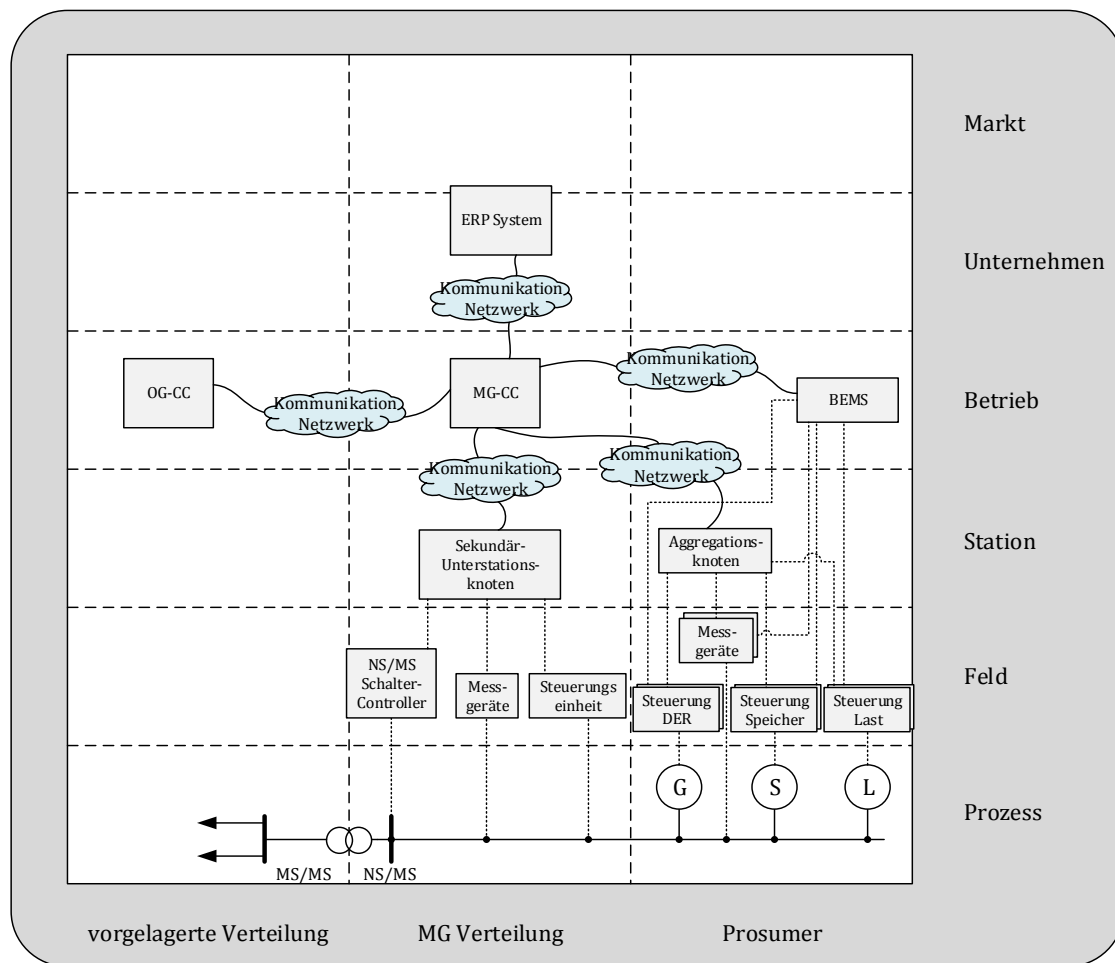 Markt
ERP System
Unternehmen
Kommunikation
Netzwerk
OG-CC
Kommunikation
Netzwerk
MG-CC
Kommunikation
Netzwerk
BEMS
Betrieb
Kommunikation
Netzwerk
Kommunikation
Netzwerk
Sekundär-
Unterstations-
knoten
Aggregations-
knoten
Station
Mess-
geräte
NS/MS
Schalter-
Controller
Mess-
geräte
Steuerungs
einheit
Steuerung
DER
Steuerung
Speicher
Steuerung
Last
Feld
G
S
L
Prozess
MS/MS
NS/MS
vorgelagerte Verteilung
MG Verteilung
Prosumer